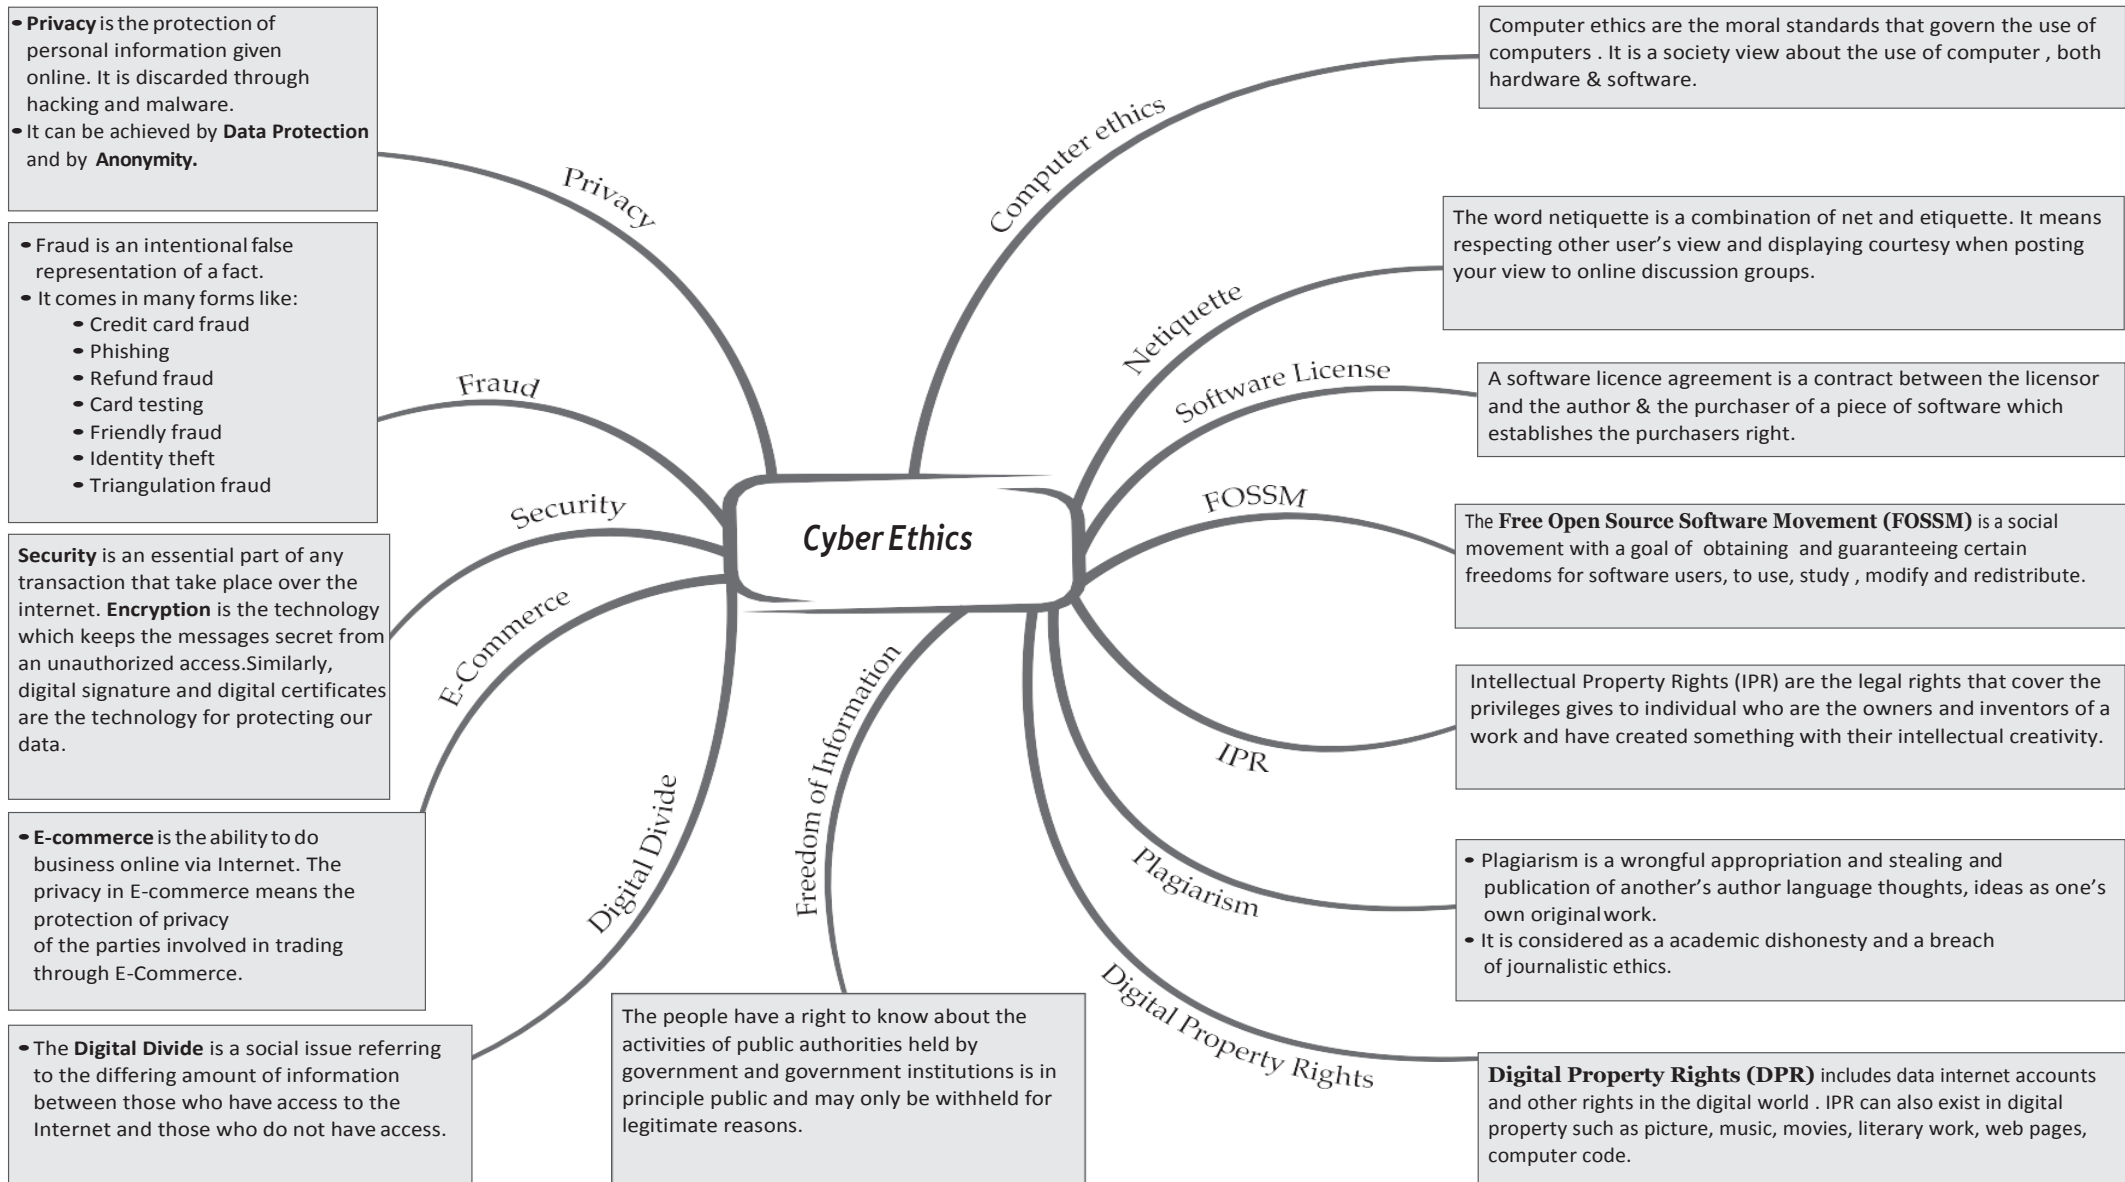 • Privacy is the protection of
personal information given
online. It is discarded through
hacking and malware.
• It can be achieved by Data Protection
and by Anonymity.
Privacy
• Fraud is an intentional false
representation of a fact.
• It comes in many forms like:
• Credit card fraud
• Phishing
• Refund fraud
• Card testing
• Friendly fraud
• Identity theft
• Triangulation fraud
Fraud
Security is an essential part of any
transaction that take place over the
internet. Encryption is the technology
which keeps the messages secret from
an unauthorized access.Similarly,
digital signature and digital certificates
are the technology for protecting our
data.
Security
• E-commerce is the ability to do
business online via Internet. The
privacy in E-commerce means the
protection of privacy
of the parties involved in trading
through E-Commerce.
E-Commerce
• The Digital Divide is a social issue referring
to the differing amount of information
between those who have access to the
Internet and those who do not have access.
Digital Divide
Cyber Ethics
Freedom of Information
The people have a right to know about the
activities of public authorities held by
government and government institutions is in
principle public and may only be withheld for
legitimate reasons.
Computer ethics
Computer ethics are the moral standards that govern the use of
computers . It is a society view about the use of computer , both
hardware & software.
Netiquette
The word netiquette is a combination of net and etiquette. It means
respecting other user's view and displaying courtesy when posting
your view to online discussion groups.
Software License
A software licence agreement is a contract between the licensor
and the author & the purchaser of a piece of software which
establishes the purchasers right.
FOSSM
The Free Open Source Software Movement (FOSSM) is a social
movement with a goal of obtaining and guaranteeing certain
freedoms for software users, to use, study , modify and redistribute.
IPR
Intellectual Property Rights (IPR) are the legal rights that cover the
privileges gives to individual who are the owners and inventors of a
work and have created something with their intellectual creativity.
Plagiarism
• Plagiarism is a wrongful appropriation and stealing and
publication of another's author language thoughts, ideas as one's
own original work.
• It is considered as a academic dishonesty and a breach
of journalistic ethics.
Digital Property Rights
Digital Property Rights (DPR) includes data internet accounts
and other rights in the digital world . IPR can also exist in digital
property such as picture, music, movies, literary work, web pages,
computer code.